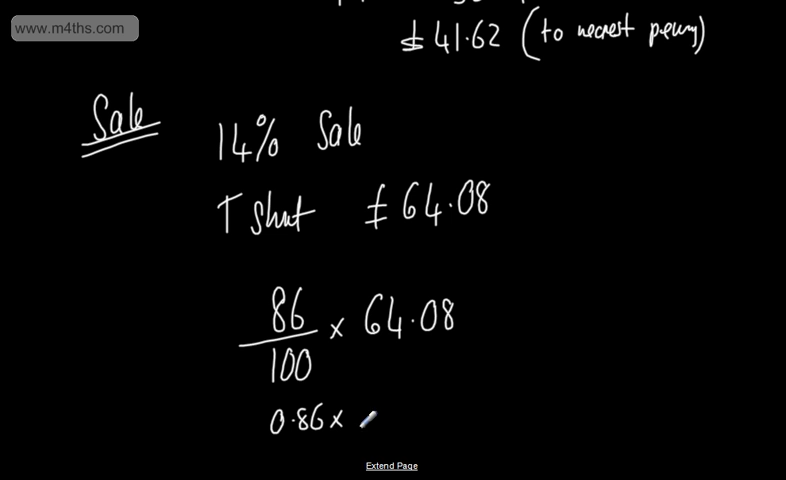 www.m4ths.com
£41.62 (to nearest penny)
Sale
14% Sale
T Shirt £64.08
86
100
× 64.08
0.86 ×
Extend Page